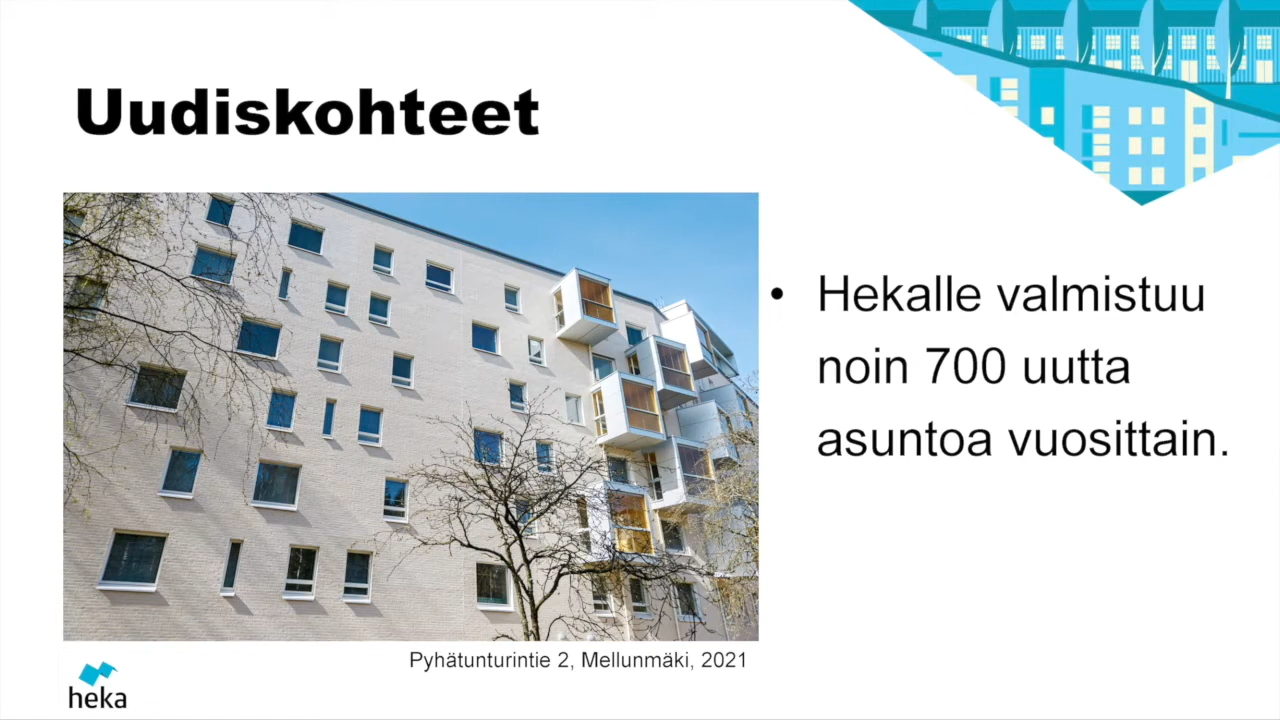 Uudiskohteet
• Hekalle valmistuu
noin 700 uutta
asuntoa vuosittain.
Pyhätunturintie 2, Mellunmäki, 2021
heka